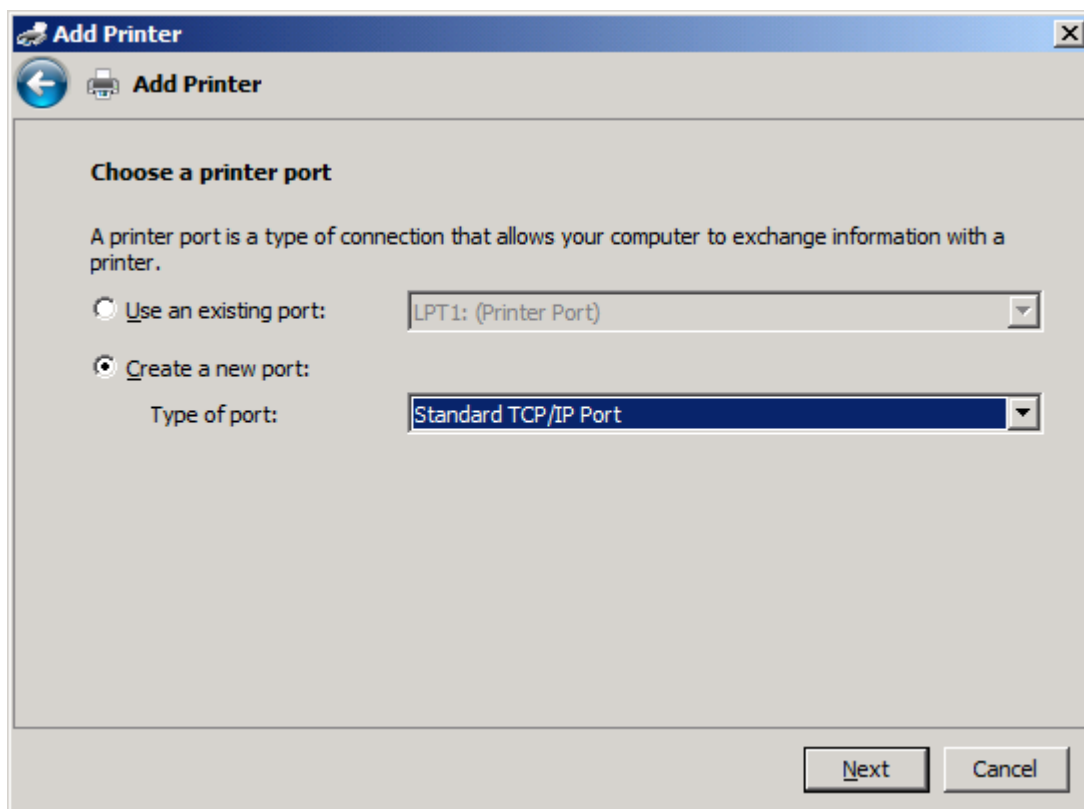 Add Printer
Add Printer
Choose a printer port
A printer port is a type of connection that allows your computer to exchange information with a
printer.
Use an existing port: LPT1: (Printer Port)
Create a new port:
Type of port: Standard TCP/IP Port
Next Cancel